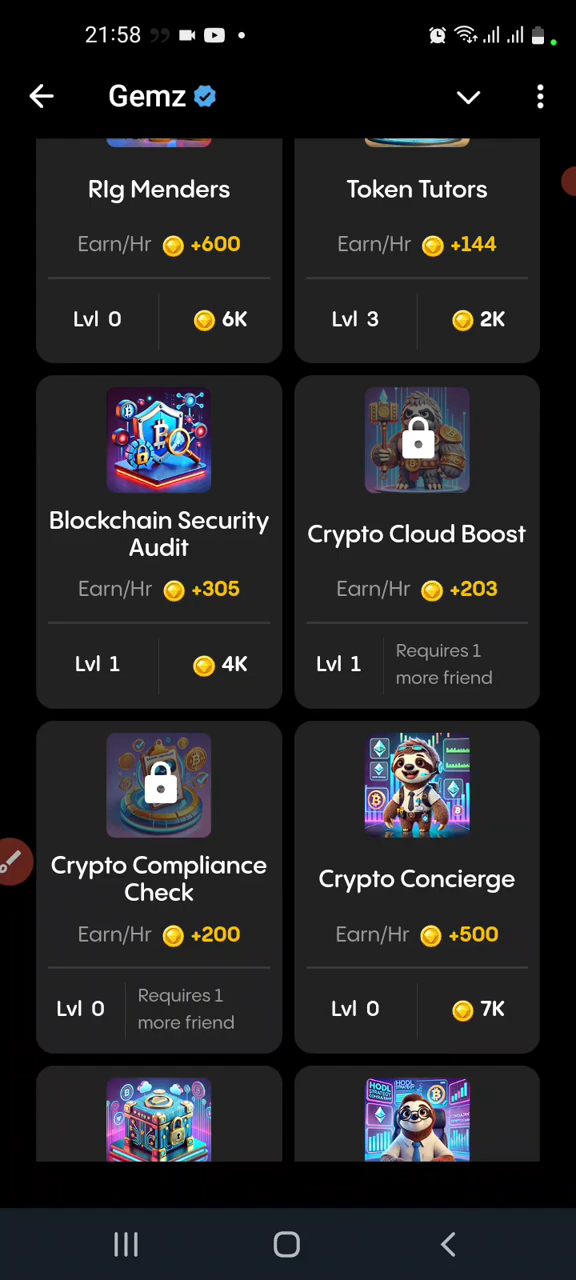 21:58
Gemz
RIg Menders
Token Tutors
Earn/Hr +600
Earn/Hr +144
Lvl 0
6K
Lvl 3
2K
Blockchain Security
Audit
Crypto Cloud Boost
Earn/Hr +305
Earn/Hr +203
Lvl 1
4K
Lvl 1
Requires 1
more friend
Crypto Compliance
Check
Crypto Concierge
Earn/Hr +200
Earn/Hr +500
Lvl 0
Requires 1
more friend
Lvl 0
7K
HODL
STRATEGY